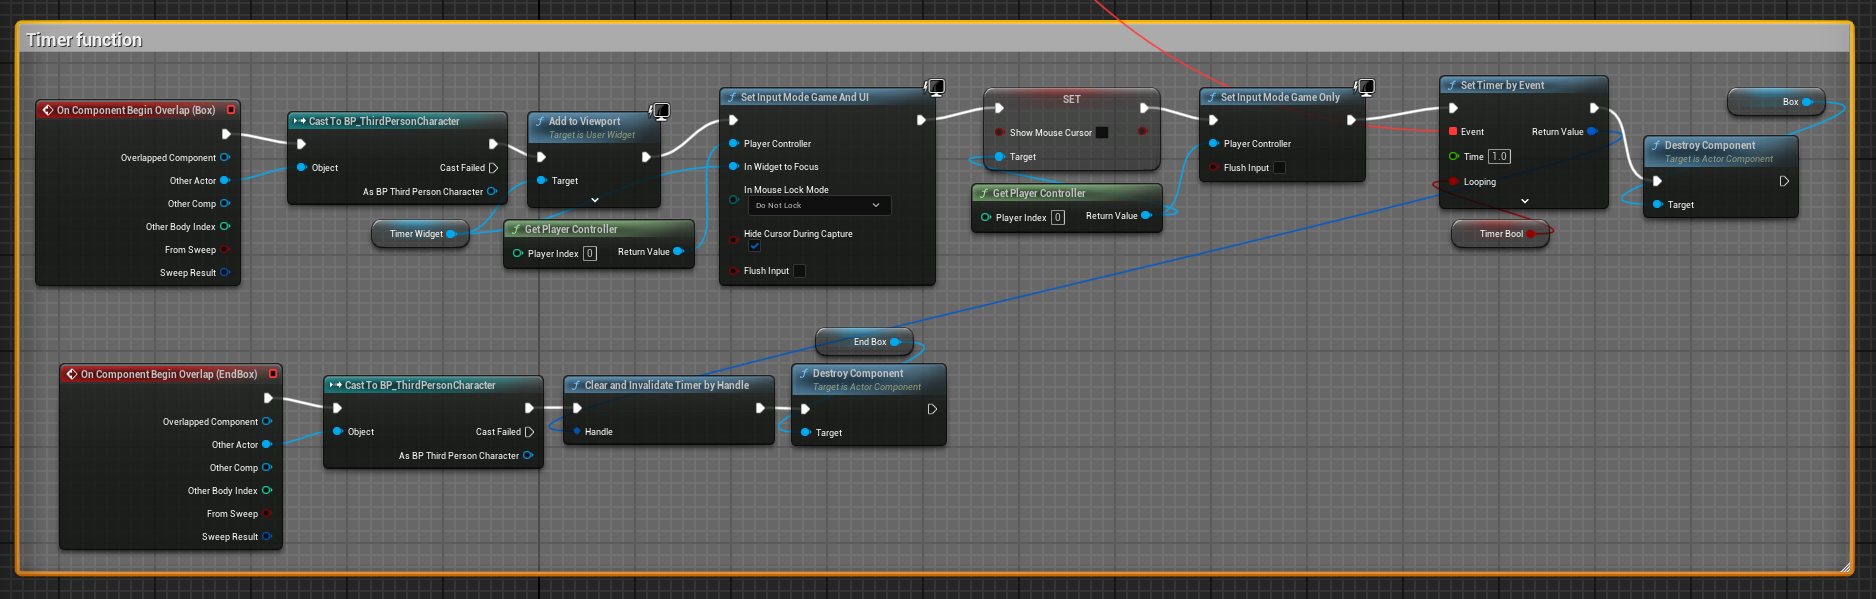 Timer function
On Component Begin Overlap (Box)
Overlapped Component
Other Actor
Other Comp
Other Body Index
From Sweep
Sweep Result
Cast To BP_ThirdPersonCharacter
Object
Cast Failed
As BP Third Person Character
Timer Widget
Add to Viewport
Target is User Widget
Target
Get Player Controller
Player Index 0
Return Value
Set Input Mode Game And UI
Player Controller
In Widget to Focus
In Mouse Lock Mode
Do Not Lock
Hide Cursor During Capture
Flush Input
SET
Show Mouse Cursor
Target
Get Player Controller
Player Index 0
Return Value
Set Input Mode Game Only
Player Controller
Flush Input
Set Timer by Event
Event
Return Value
Time 1.0
Looping
Timer Bool
Box
Destroy Component
Target is Actor Component
Target
On Component Begin Overlap (EndBox)
Overlapped Component
Other Actor
Other Comp
Other Body Index
From Sweep
Sweep Result
Cast To BP_ThirdPersonCharacter
Object
Cast Failed
As BP Third Person Character
Clear and Invalidate Timer by Handle
Handle
End Box
Destroy Component
Target is Actor Component
Target